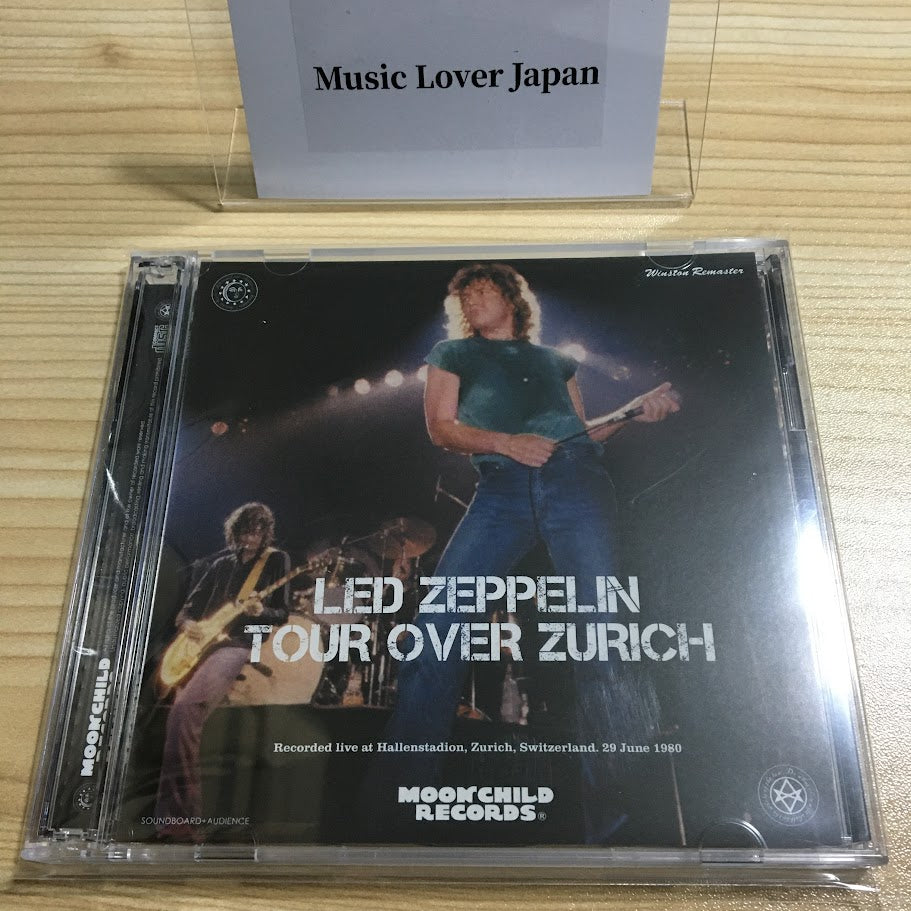 Music Lover Japan
Winston Remaster
LED ZEPPELIN
TOUR OVER ZURICH
Recorded live at Hallenstadion, Zurich, Switzerland. 29 June 1980
MOONCHILD
RECORDS®
SOUNDBOARD+AUDIENCE
MOONCHILD